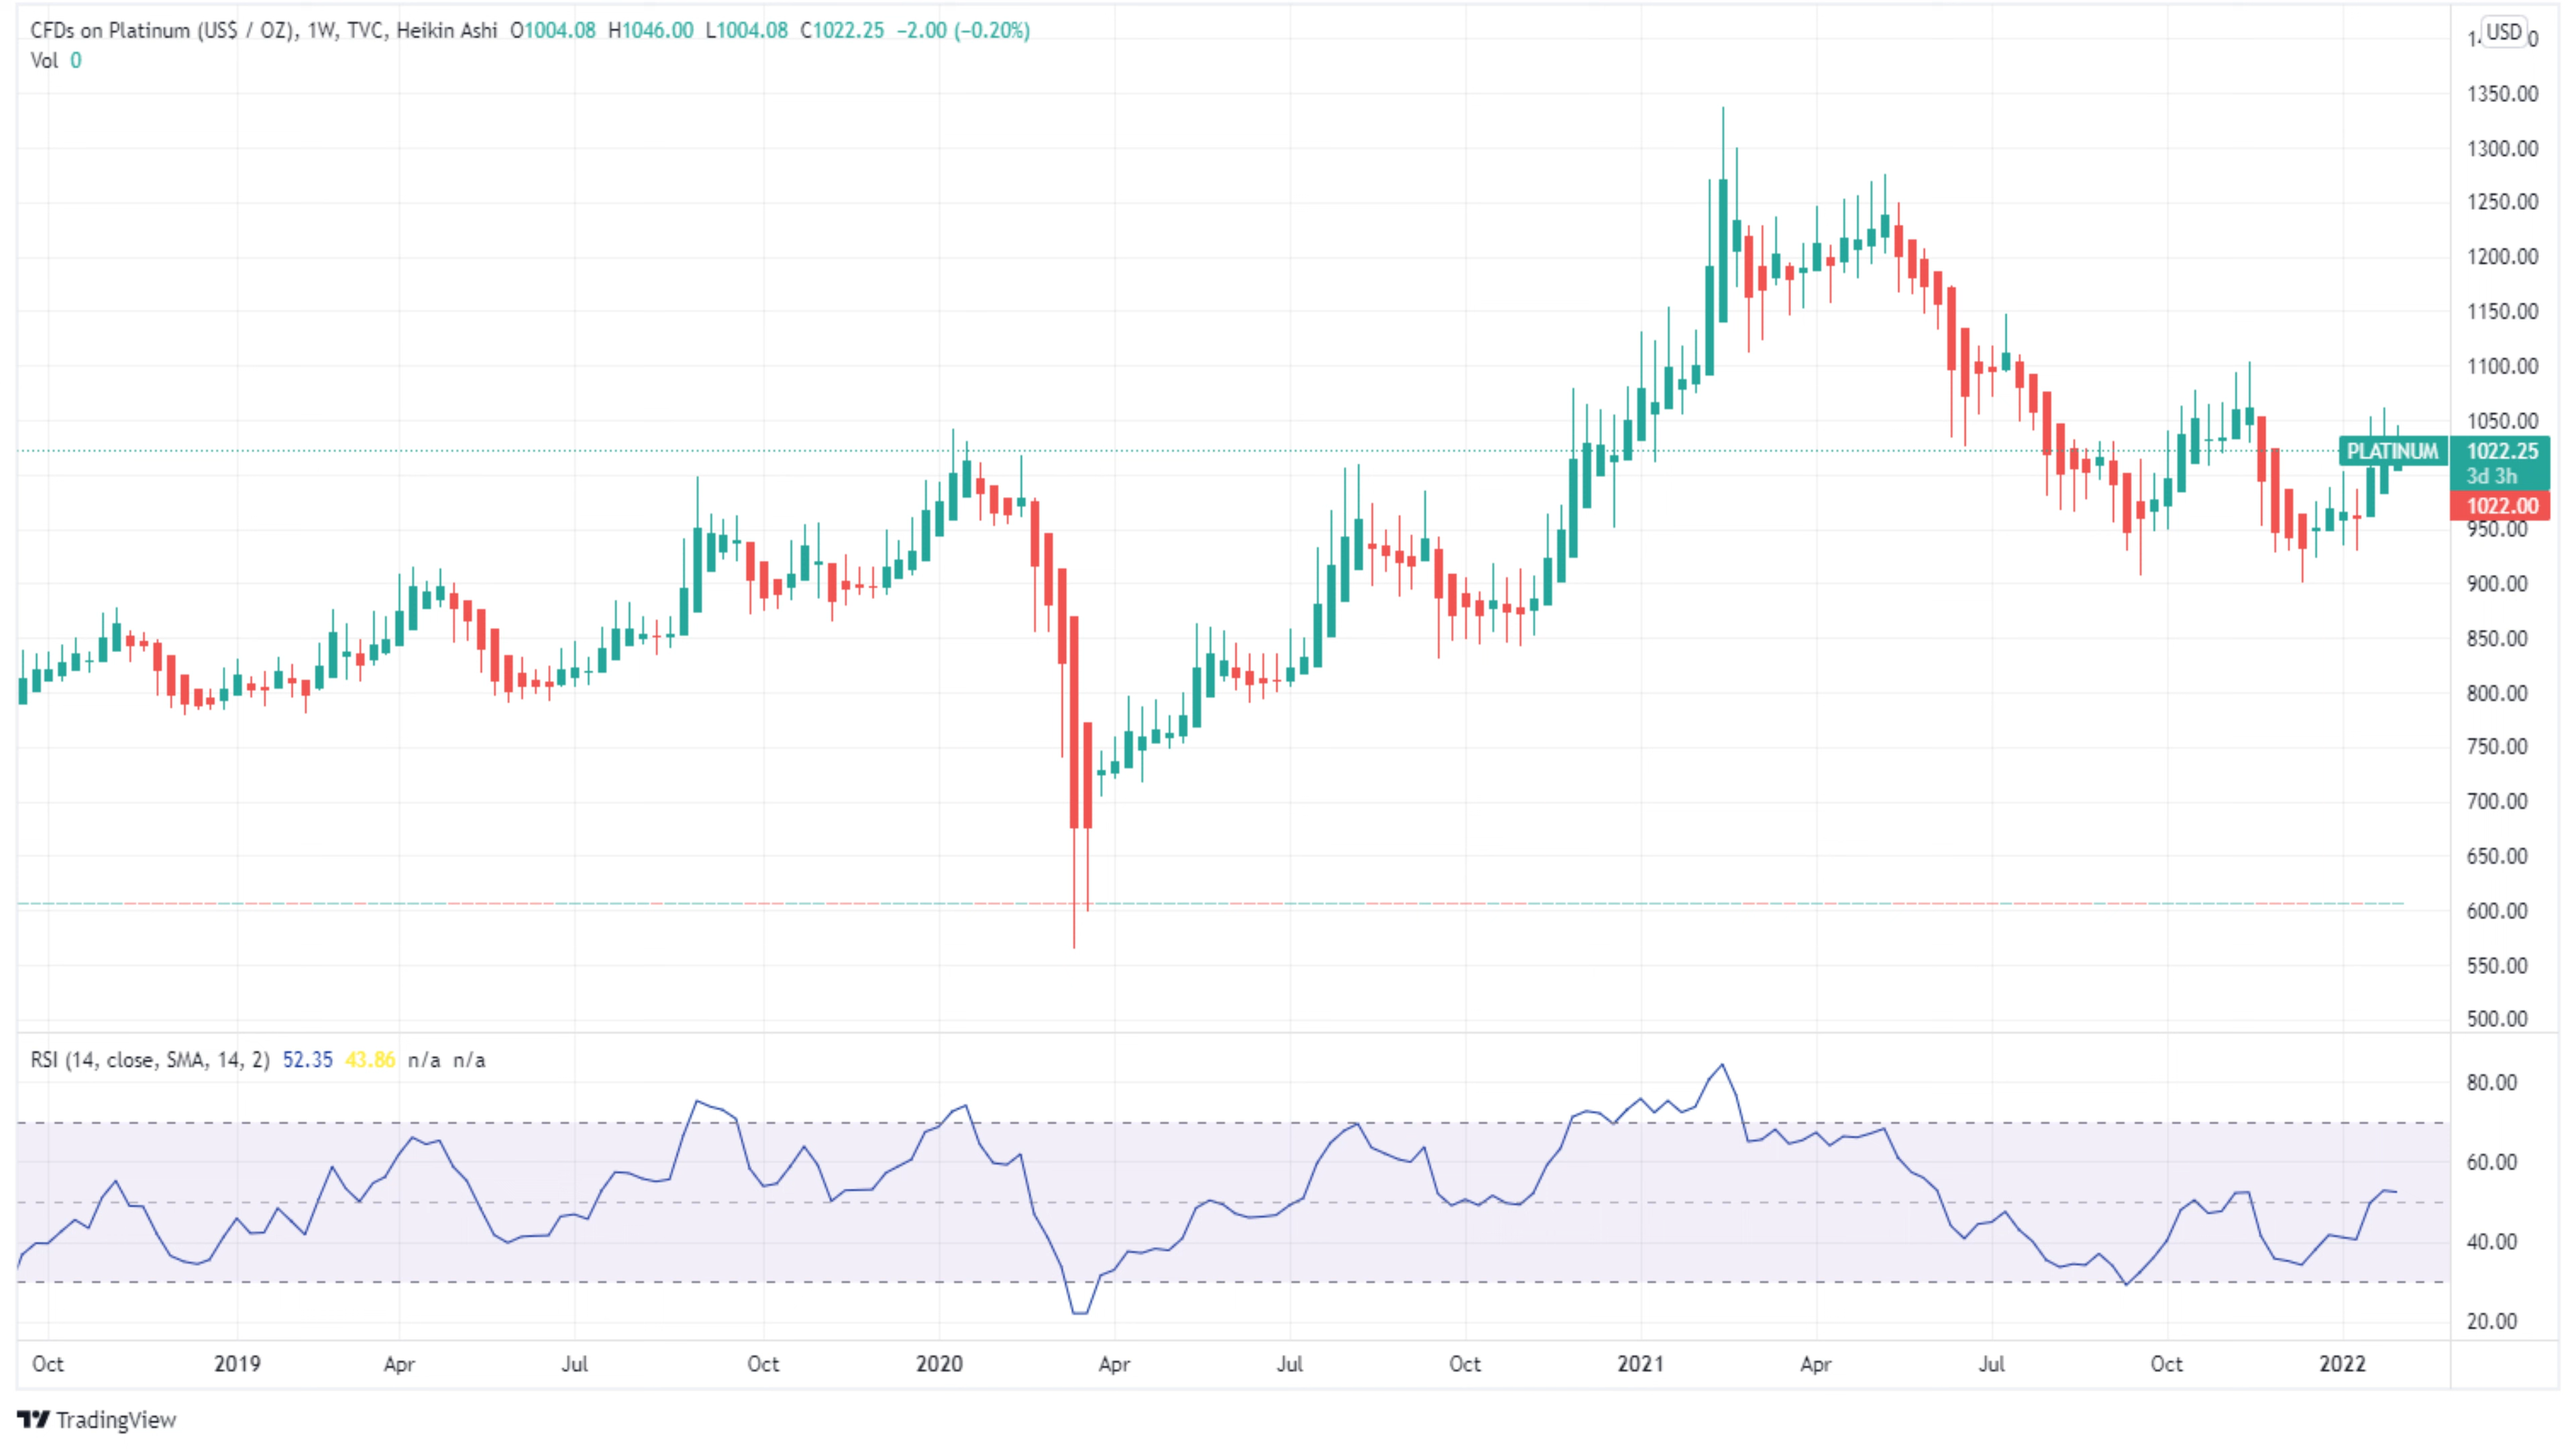 CFDs on Platinum (US$ / OZ), 1W, TVC, Heikin Ashi O1004.08 H1046.00 L1004.08 C1022.25 −2.00 (−0.20%)
Vol 0
USD
1350.00
1300.00
1250.00
1200.00
1150.00
1100.00
1050.00
PLATINUM 1022.25
3d 3h
1022.00
950.00
900.00
850.00
800.00
750.00
700.00
650.00
600.00
550.00
500.00
RSI (14, close, SMA, 14, 2) 52.35 43.86 n/a n/a
80.00
60.00
40.00
20.00
Oct 2019 Apr Jul Oct 2020 Apr Jul Oct 2021 Apr Jul Oct 2022
TradingView